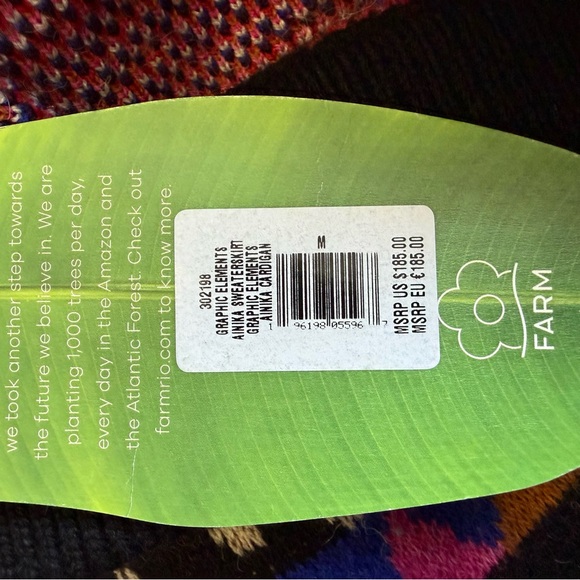 we took another step towards
the future we believe in. We are
planting 1,000 trees per day,
every day in the Amazon and
the Atlantic Forest. Check out
farmrio.com to know more.
302198
GRAPHIC ELEMENTS
AINIKA SWEATERKIRT
GRAPHIC ELEMENTS
AINIKA CARDIGAN
M
1 96198 05596 7
MSRP US $185.00
MSRP EU €185.00
FARM